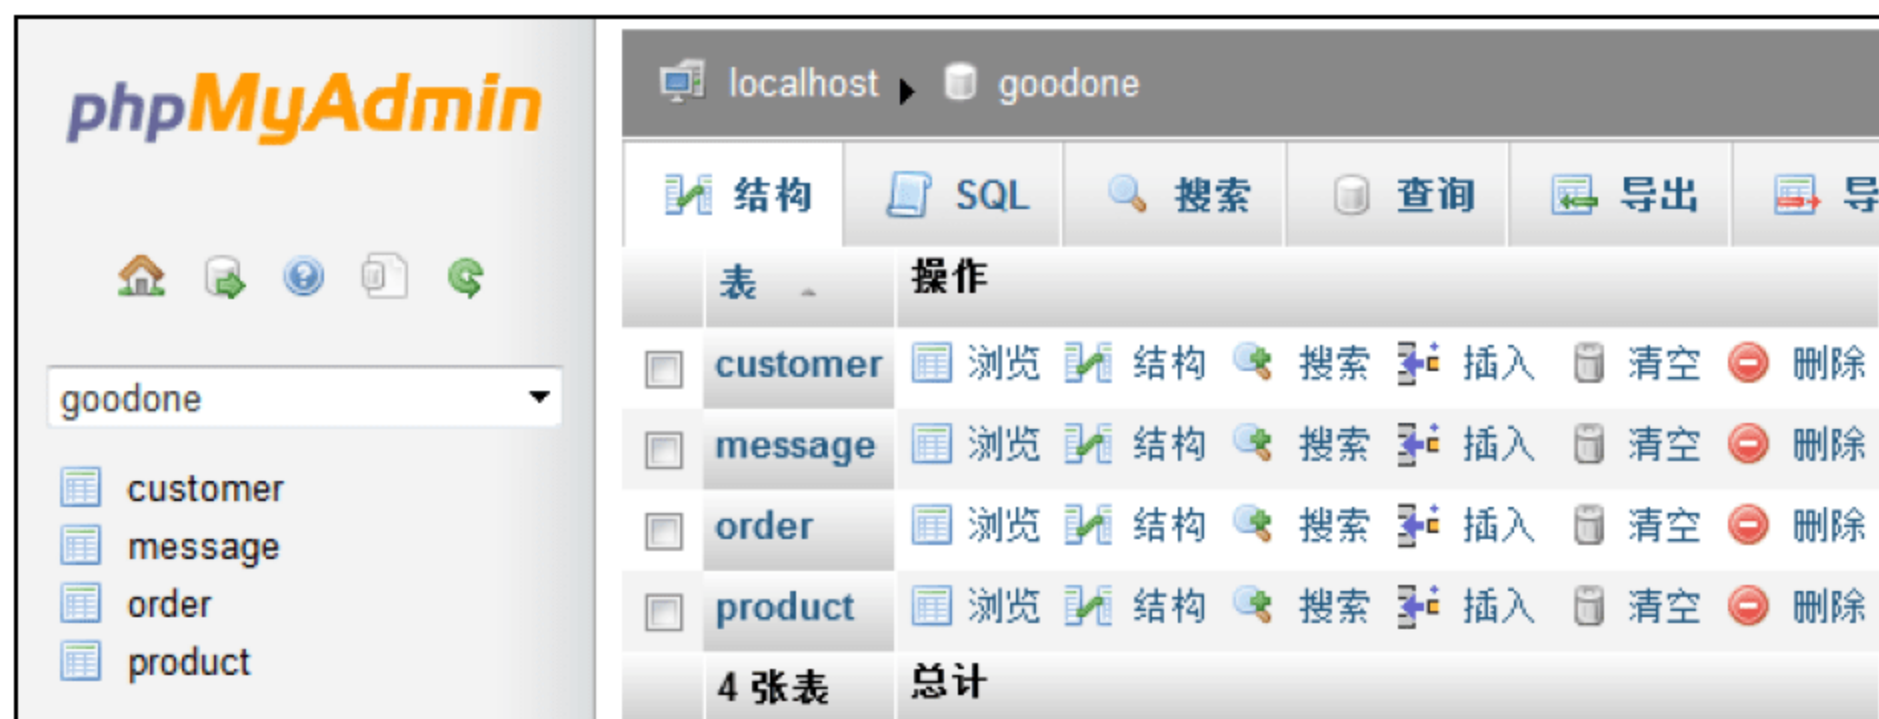 phpMyAdmin
goodone
customer
message
order
product
localhost goodone
结构 SQL 搜索 查询 导出 导
表 操作
customer 浏览 结构 搜索 插入 清空 删除
message 浏览 结构 搜索 插入 清空 删除
order 浏览 结构 搜索 插入 清空 删除
product 浏览 结构 搜索 插入 清空 删除
4 张表 总计